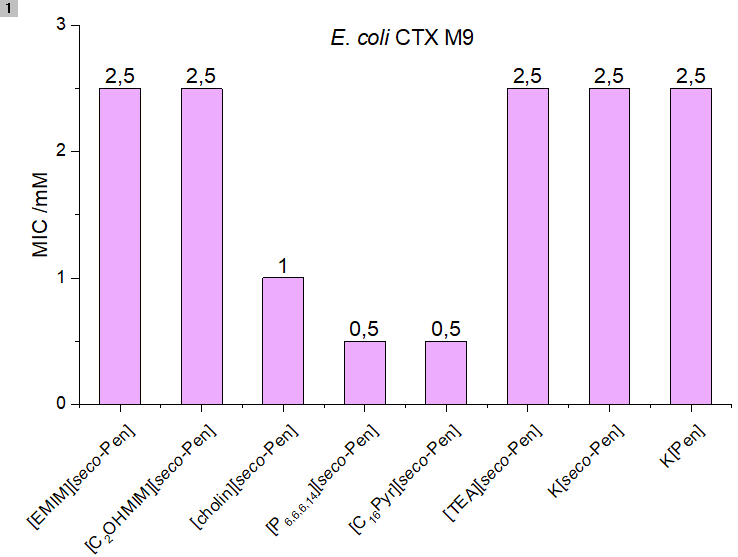 1
E. coli CTX M9
MIC /mM
3
2
1
0
2,5
2,5
1
0,5
0,5
2,5
2,5
2,5
[EMIM][seco-Pen]
[C2OHMIM][seco-Pen]
[cholin][seco-Pen]
[P6,6,6,14][seco-Pen]
[C16Pyr][seco-Pen]
[TEA][seco-Pen]
K[seco-Pen]
K[Pen]